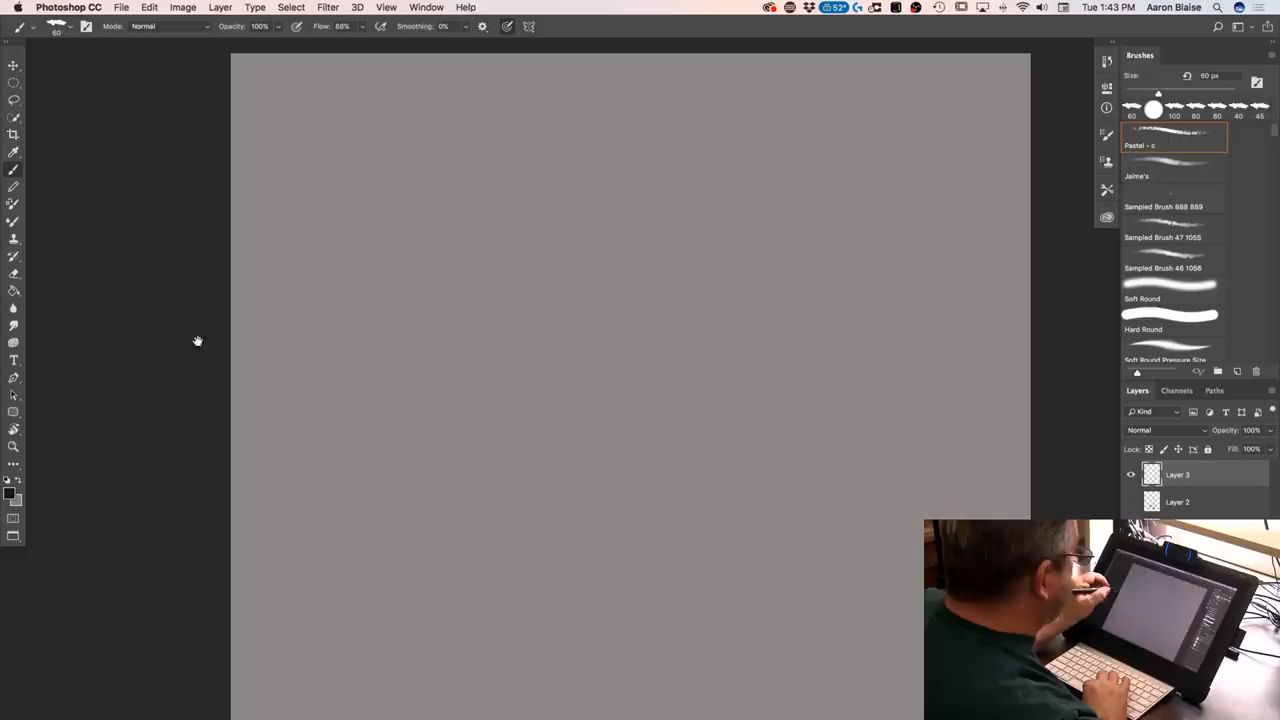 Photoshop CC File Edit Image Layer Type Select Filter 3D View Window Help 52° Tue 1:43 PM Aaron Blaise
60 Mode: Normal Opacity: 100% Flow: 88% Smoothing: 0%
Brushes
Size: 60 px
60 100 80 80 40 45
Pastel - c
Jaime's
Sampled Brush 888 889
Sampled Brush 47 1055
Sampled Brush 46 1056
Soft Round
Hard Round
Soft Round Pressure Size
Layers Channels Paths
Kind
Normal Opacity: 100%
Lock: Fill: 100%
Layer 3
Layer 2